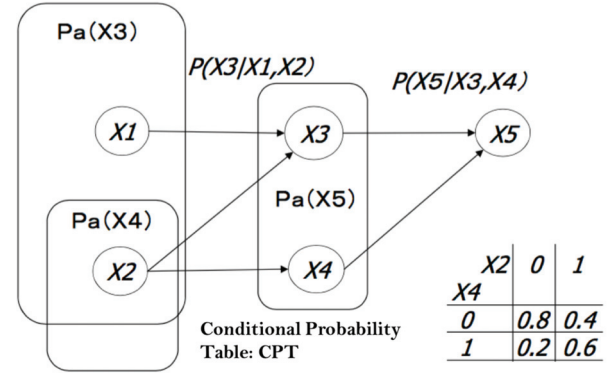 Pa(X3)
P(X3|X1,X2)
P(X5|X3,X4)
X1
X3
X5
Pa(X4)
Pa(X5)
X2
X4
X2 0 1
X4
0 0.8 0.4
1 0.2 0.6
Conditional Probability
Table: CPT